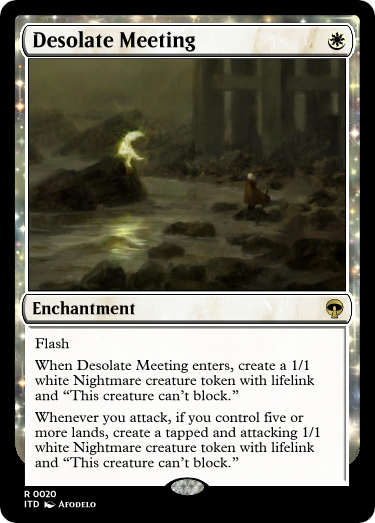 Desolate Meeting
Enchantment
Flash
When Desolate Meeting enters, create a 1/1
white Nightmare creature token with lifelink
and “This creature can’t block.”
Whenever you attack, if you control five or
more lands, create a tapped and attacking 1/1
white Nightmare creature token with lifelink
and “This creature can’t block.”
R 0020
ITD Afodelo